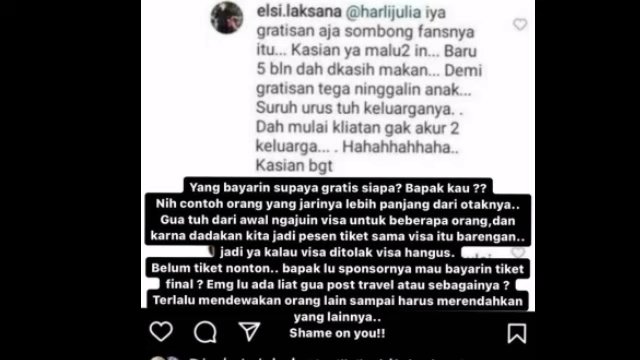 elsi.laksana @harlijulia iya
gratisan aja sombong fansnya
itu... Kasian ya malu2 in... Baru
5 bln dah dkasih makan... Demi
gratisan tega ninggalin anak...
Suruh urus tuh keluarganya. .
Dah mulai kliatan gak akur 2
keluarga... . Hahahhahhaha..
Kasian bgt
Yang bayarin supaya gratis siapa? Bapak kau ??
Nih contoh orang yang jarinya lebih panjang dari otaknya..
Gua tuh dari awal ngajuin visa untuk beberapa orang,dan
karna dadakan kita jadi pesen tiket sama visa itu barengan..
jadi ya kalau visa ditolak visa hangus.
Belum tiket nonton.. bapak lu sponsornya mau bayarin tiket
final ? Emg lu ada liat gua post travel atau sebagainya ?
Terlalu mendewakan orang lain sampai harus merendahkan
yang lainnya..
Shame on you!!